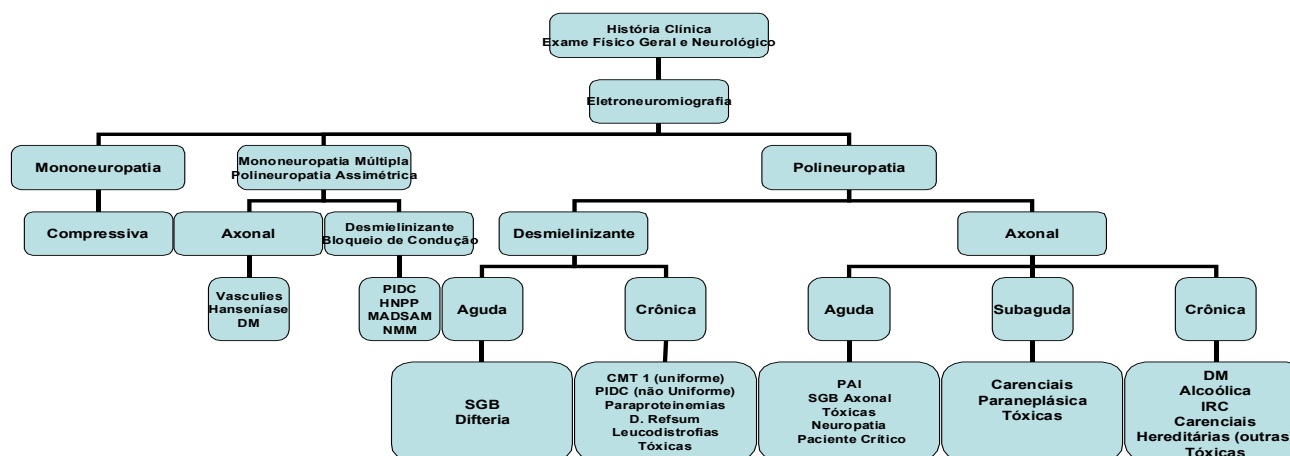 História Clínica
Exame Físico Geral e Neurológico
Eletroneuromiografia
Mononeuropatia
Mononeuropatia Múltipla
Polineuropatia Assimétrica
Polineuropatia
Compressiva
Axonal
Desmielinizante
Bloqueio de Condução
Desmielinizante
Axonal
Vasculies
Hanseníase
DM
PIDC
HNPP
MADSAM
NMM
Aguda
Crônica
Aguda
Subaguda
Crônica
SGB
Difteria
CMT 1 (uniforme)
PIDC (não Uniforme)
Paraproteinemias
D. Refsum
Leucodistrofias
Tóxicas
PAI
SGB Axonal
Tóxicas
Neuropatia
Paciente Crítico
Carenciais
Paraneplásica
Tóxicas
DM
Alcoólica
IRC
Carenciais
Hereditárias (outras
Tóxicas